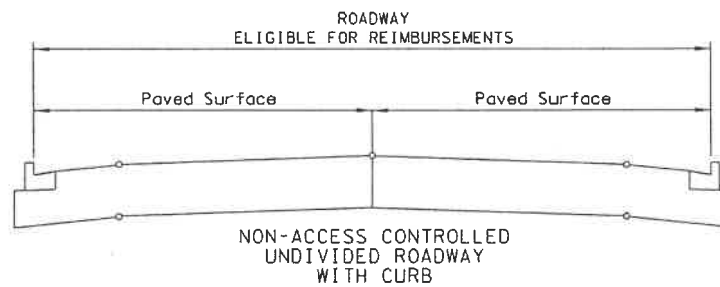 ROADWAY
ELIGIBLE FOR REIMBURSEMENTS
Paved Surface Paved Surface
NON-ACCESS CONTROLLED
UNDIVIDED ROADWAY
WITH CURB